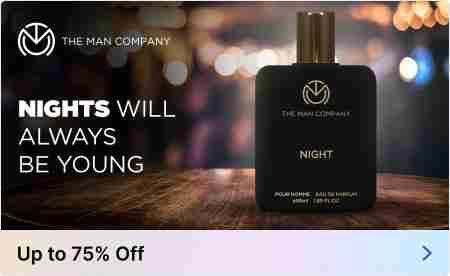 THE MAN COMPANY
NIGHTS WILL
ALWAYS
BE YOUNG
THE MAN COMPANY
NIGHT
POUR HOMME EAU DE PARFUM
Up to 75% Off